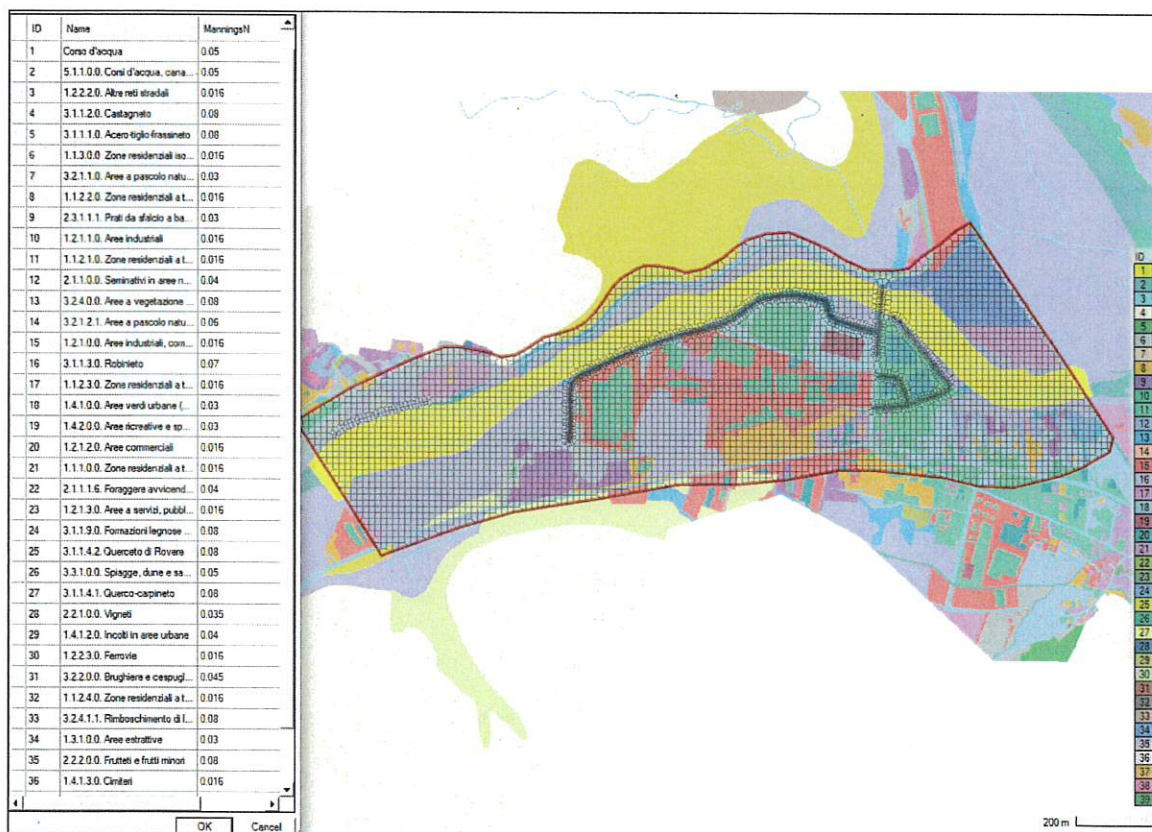 ID Name ManningsN
1 Corso d'acqua 0.05
2 5.1.1.0.0. Corsi d'acqua, cana... 0.05
3 1.2.2.2.0. Altre reti stradali 0.016
4 3.1.1.2.0. Castagneto 0.08
5 3.1.1.1.0. Acero-tiglio-frassineto 0.08
6 1.1.3.0.0 Zone residenziali iso... 0.016
7 3.2.1.1.0. Aree a pascolo natu... 0.03
8 1.1.2.2.0. Zone residenziali a t... 0.016
9 2.3.1.1.1. Prati da sfalcio a ba... 0.03
10 1.2.1.1.0. Aree industriali 0.016
11 1.1.2.1.0. Zone residenziali a t... 0.016
12 2.1.1.0.0. Seminativi in aree n... 0.04
13 3.2.4.0.0. Aree a vegetazione ... 0.08
14 3.2.1.2.1. Aree a pascolo natu... 0.05
15 1.2.1.0.0. Aree industriali, com... 0.016
16 3.1.1.3.0. Robinieto 0.07
17 1.1.2.3.0. Zone residenziali a t... 0.016
18 1.4.1.0.0. Aree verdi urbane (... 0.03
19 1.4.2.0.0. Aree ricreative e sp... 0.03
20 1.2.1.2.0. Aree commerciali 0.016
21 1.1.1.0.0. Zone residenziali a t... 0.016
22 2.1.1.1.6. Foraggere avvicend... 0.04
23 1.2.1.3.0. Aree a servizi, pubbl... 0.016
24 3.1.1.9.0. Formazioni legnose ... 0.08
25 3.1.1.4.2. Querceto di Rovere 0.08
26 3.3.1.0.0. Spiagge, dune e sa... 0.05
27 3.1.1.4.1. Querco-carpineto 0.08
28 2.2.1.0.0. Vigneti 0.035
29 1.4.1.2.0. Incolti in aree urbane 0.04
30 1.2.2.3.0. Ferrovie 0.016
31 3.2.2.0.0. Brughiere e cespugl... 0.045
32 1.1.2.4.0. Zone residenziali a t... 0.016
33 3.2.4.1.1. Rimboschimento di l... 0.08
34 1.3.1.0.0. Aree estrattive 0.03
35 2.2.2.0.0. Frutteti e frutti minori 0.08
36 1.4.1.3.0. Cimiteri 0.016
OK Cancel
ID
1
2
3
4
5
6
7
8
9
10
11
12
13
14
15
16
17
18
19
20
21
22
23
24
25
26
27
28
29
30
31
32
33
34
35
36
37
38
39
200 m